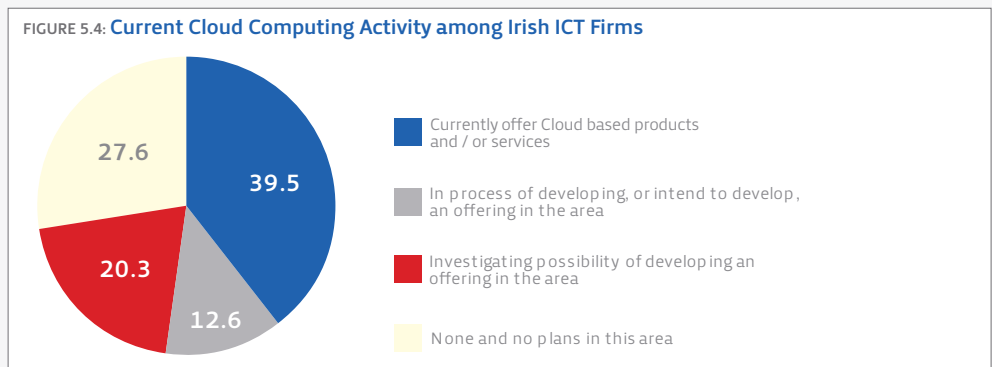 FIGURE 5.4: Current Cloud Computing Activity among Irish ICT Firms
27.6
39.5
20.3
12.6
Currently offer Cloud based products
and / or services
In process of developing, or intend to develop,
an offering in the area
Investigating possibility of developing an
offering in the area
None and no plans in this area